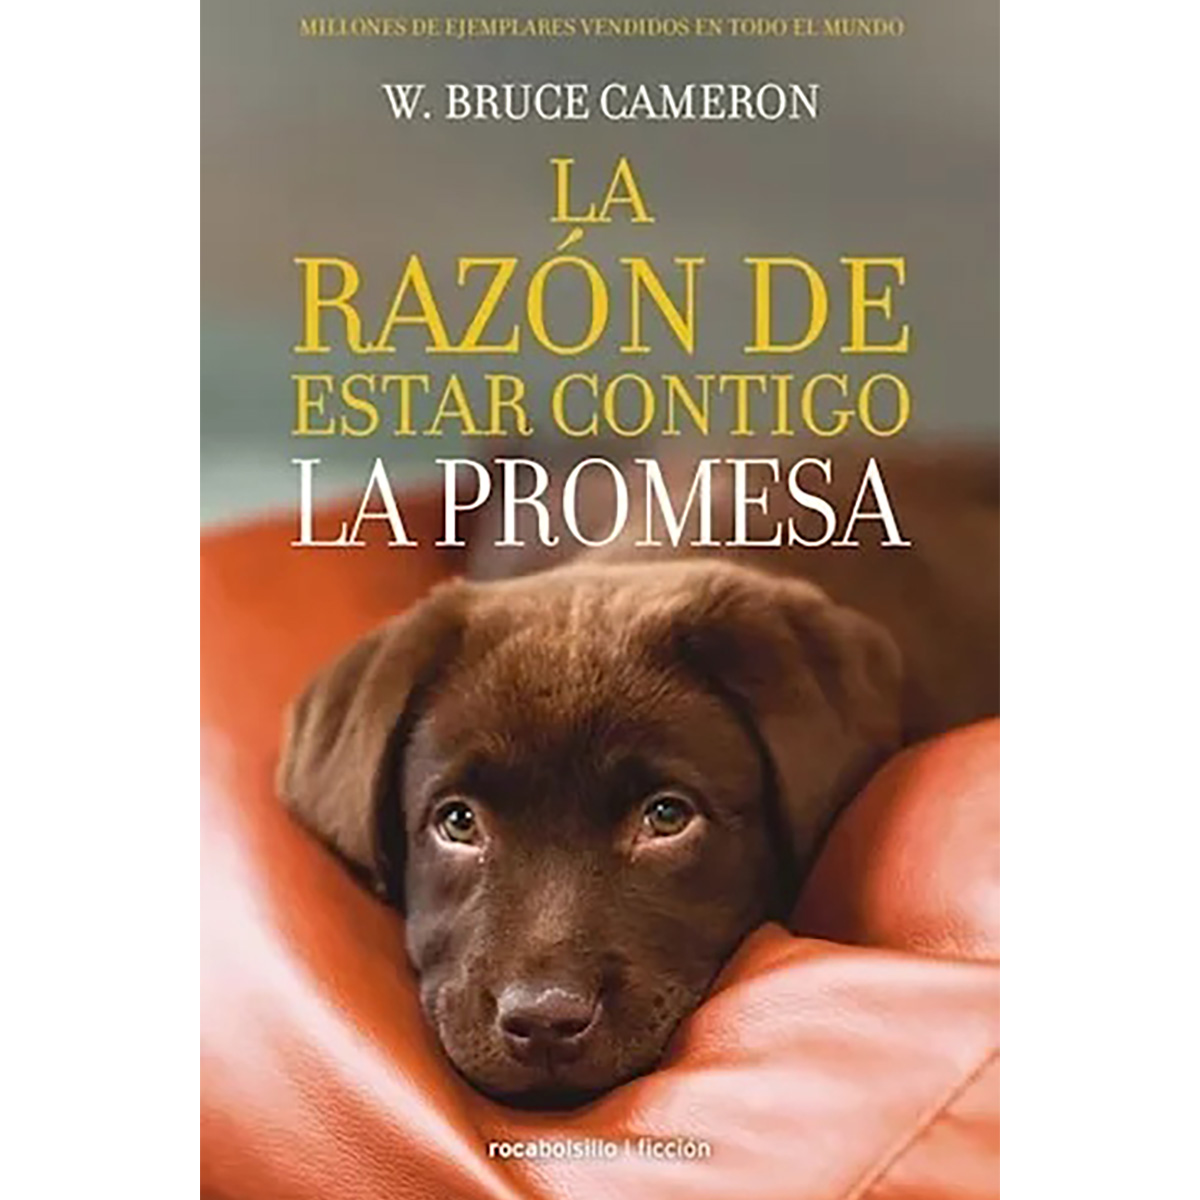 MILLONES DE EJEMPLARES VENDIDOS EN TODO EL MUNDO
W. BRUCE CAMERON
LA
RAZÓN DE
ESTAR CONTIGO
LA PROMESA
rocabolsillo | ficción